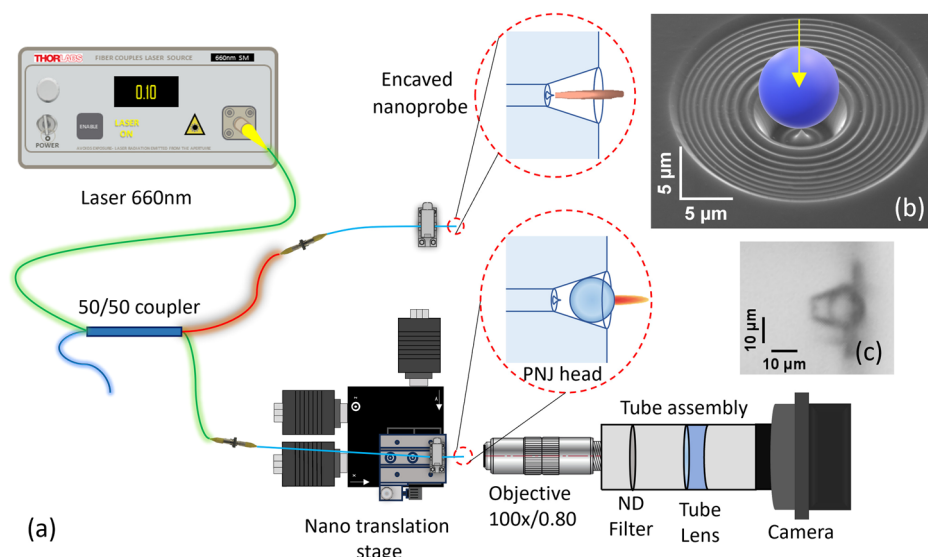 THORLABS
FIBER COUPLES LASER SOURCE
660nm SM
0.10
ENABLE
LASER
ON
POWER
Laser 660nm
Encaved
nanoprobe
50/50 coupler
PNJ head
Nano translation
stage
Objective
100x/0.80
Tube assembly
ND
Filter
Tube
Lens
Camera
(a)
5 µm
5 µm
(b)
10 µm
10 µm
(c)